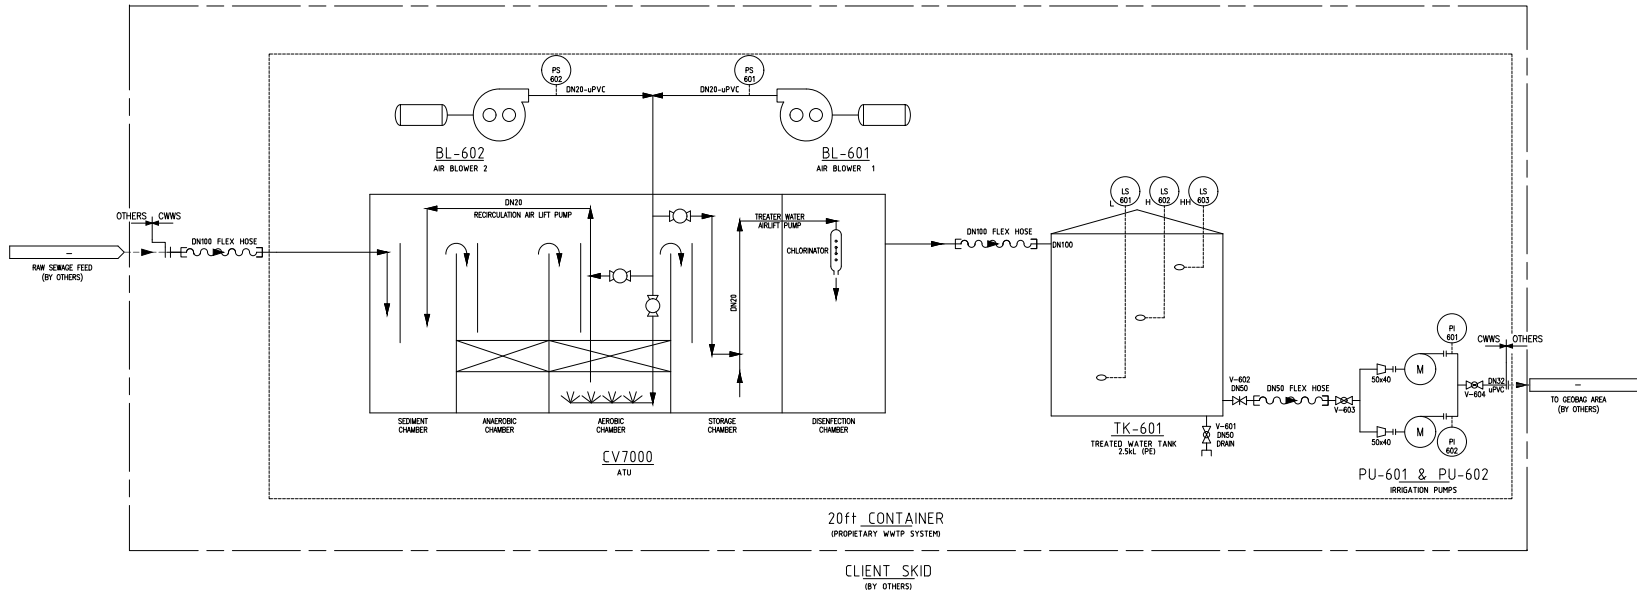 PS
602
PS
601
DN20-uPVC
DN20-uPVC
BL-602
AIR BLOWER 2
BL-601
AIR BLOWER 1
OTHERS
CWWS
DN100 FLEX HOSE
-
RAW SEWAGE FEED
(BY OTHERS)
DN20
RECIRCULATION AIR LIFT PUMP
TREATER WATER
AIRLIFT PUMP
CHLORINATOR
DN20
SEDIMENT
CHAMBER
ANAEROBIC
CHAMBER
AEROBIC
CHAMBER
STORAGE
CHAMBER
DISENFECTION
CHAMBER
CV7000
ATU
DN100 FLEX HOSE
DN100
LS
601
L
LS
602
H
LS
603
HH
V-602
DN50
V-601
DN50
DRAIN
TK-601
TREATED WATER TANK
2.5kL (PE)
DN50 FLEX HOSE
V-603
50x40
M
50x40
M
PI
601
PI
602
V-604
DN32
uPVC
CWWS
OTHERS
-
TO GEOBAG AREA
(BY OTHERS)
PU-601 & PU-602
IRRIGATION PUMPS
20ft CONTAINER
(PROPIETARY WWTP SYSTEM)
CLIENT SKID
(BY OTHERS)